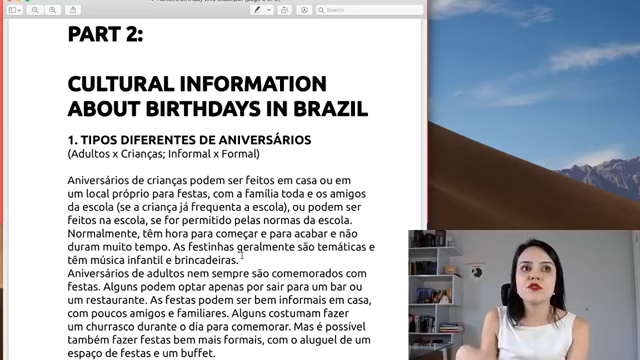 PART 2:
CULTURAL INFORMATION
ABOUT BIRTHDAYS IN BRAZIL
1. TIPOS DIFERENTES DE ANIVERSÁRIOS
(Adultos x Crianças; Informal x Formal)
Aniversários de crianças podem ser feitos em casa ou em
um local próprio para festas, com a família toda e os amigos
da escola (se a criança já frequenta a escola), ou podem ser
feitos na escola, se for permitido pelas normas da escola.
Normalmente, têm hora para começar e para acabar e não
duram muito tempo. As festinhas geralmente são temáticas e
têm música infantil e brincadeiras.
Aniversários de adultos nem sempre são comemorados com
festas. Alguns podem optar apenas por sair para um bar ou
um restaurante. As festas podem ser bem informais em casa,
com poucos amigos e familiares. Alguns costumam fazer
um churrasco durante o dia para comemorar. Mas é possível
também fazer festas bem mais formais, com o aluguel de um
espaço de festas e um buffet.
Search